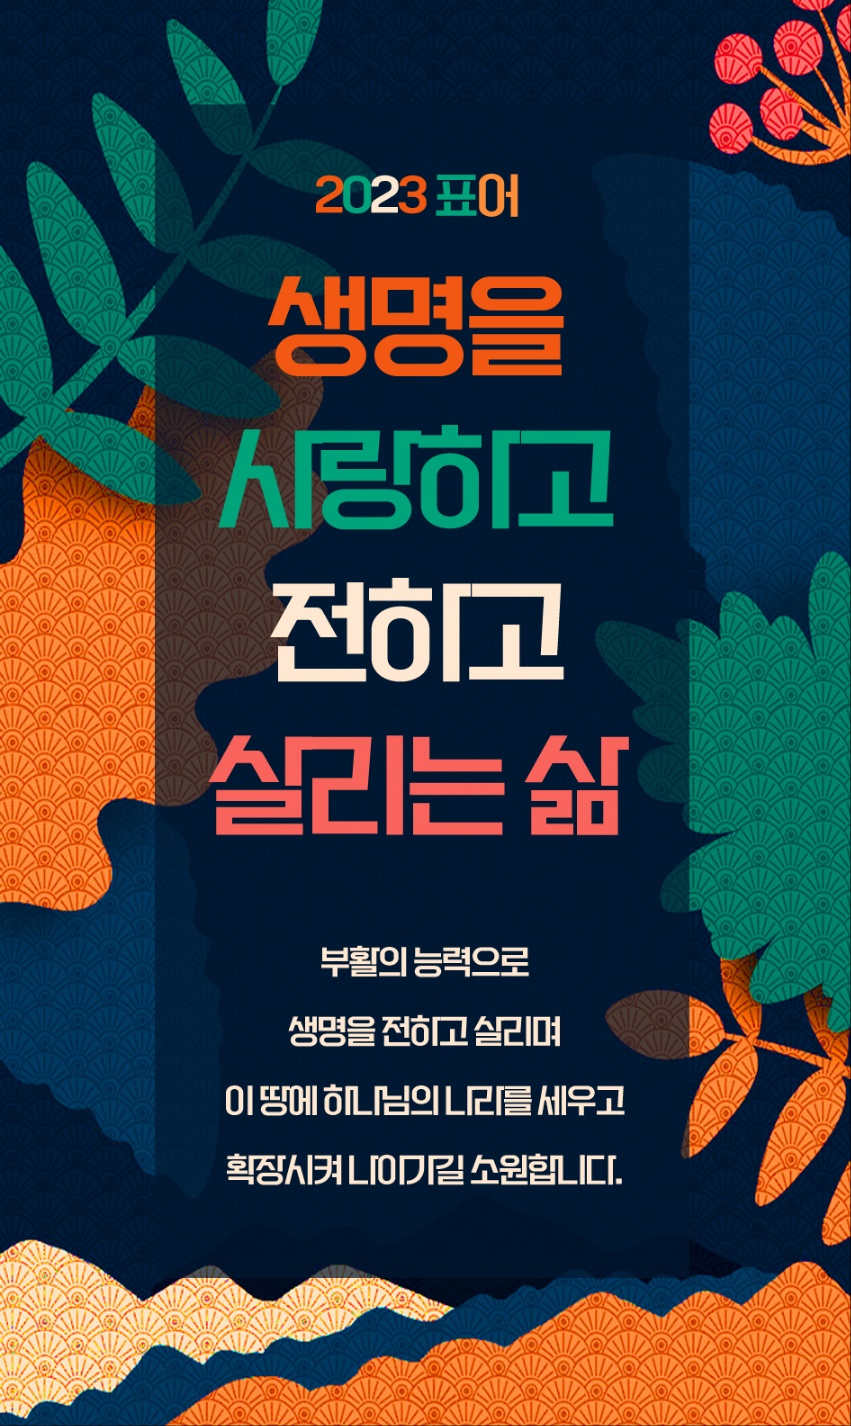 2023 표어
생명을
사랑하고
전하고
살리는 삶
부활의 능력으로
생명을 전하고 살리며
이 땅에 하나님의 나라를 세우고
확장시켜 나아가길 소원합니다.